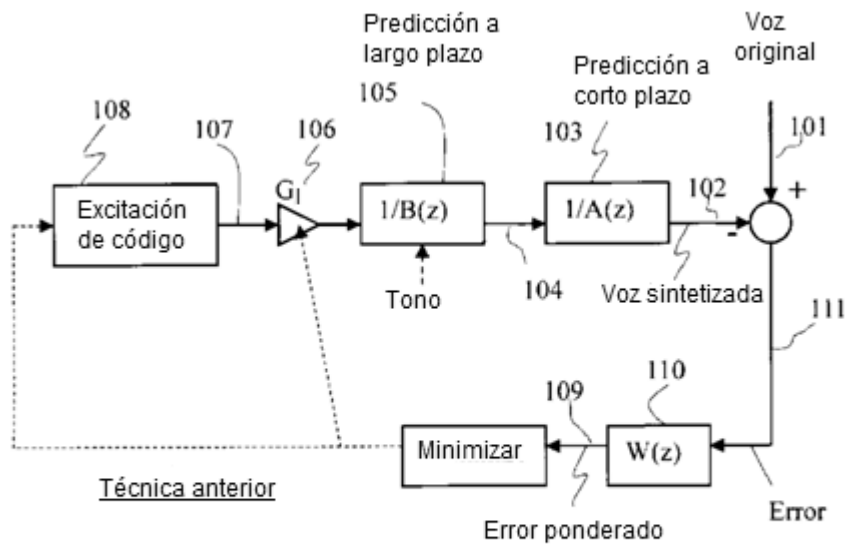 Predicción a
largo plazo
Voz
original
Predicción a
corto plazo
105
108
107
106
103
101
G₁
+
Excitación
de código
1/B(z)
1/A(z)
102
-
Tono
104
Voz sintetizada
111
109
110
Minimizar
W(z)
Técnica anterior
Error ponderado
Error